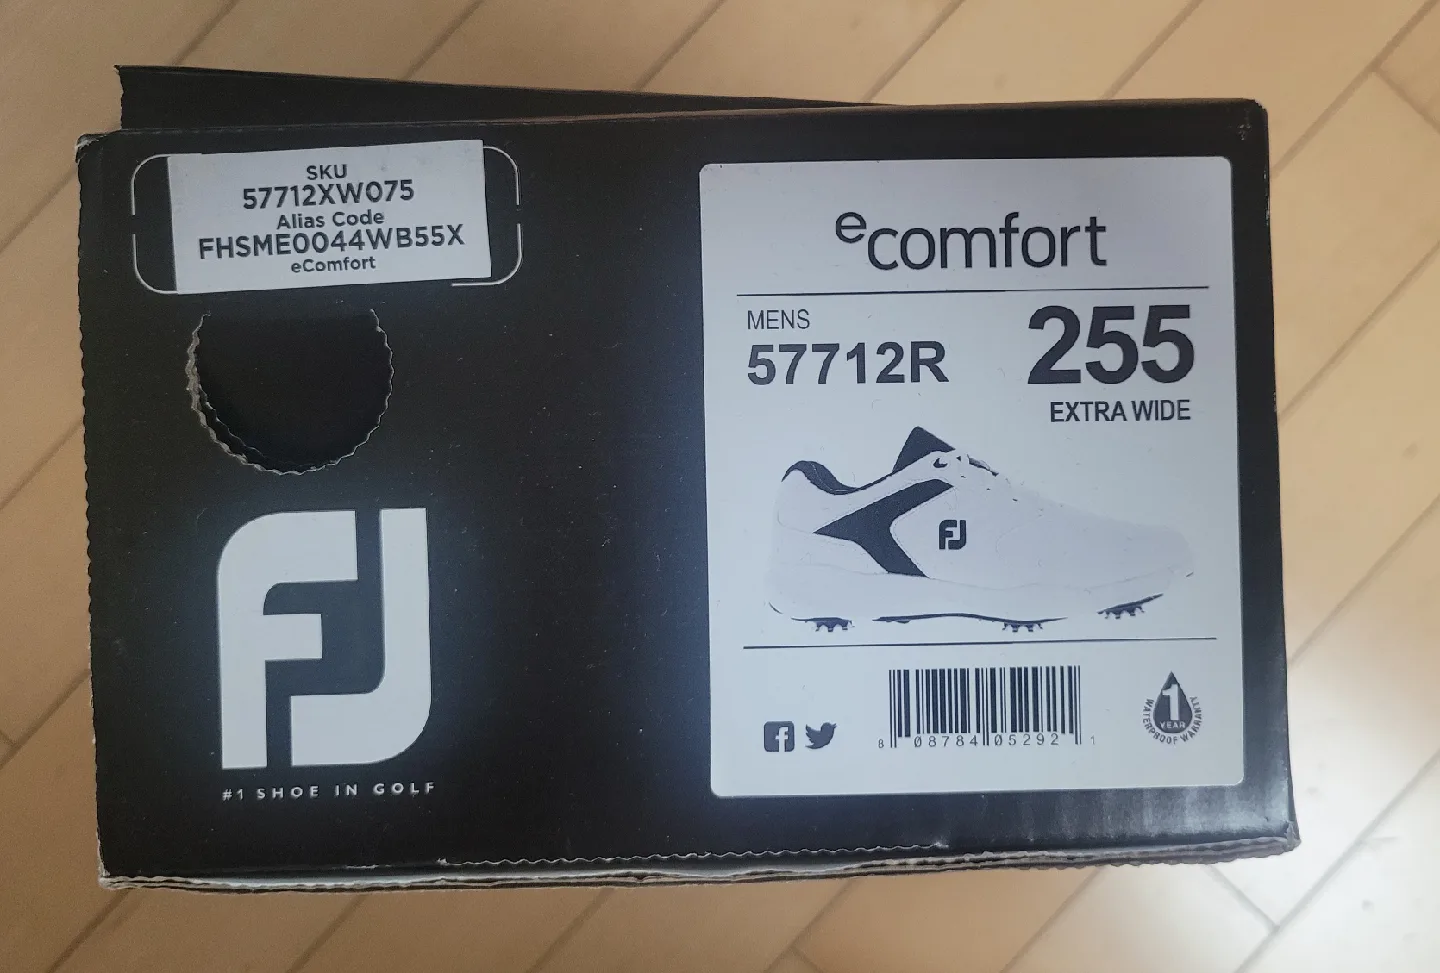 SKU
57712XW075
Alias Code
FHSME0044WB55X
eComfort
FJ
#1 SHOE IN GOLF
ecomfort
MENS
57712R
255
EXTRA WIDE
FJ
8 08784 05292 1
1
YEAR
WATERPROOF WARRANTY